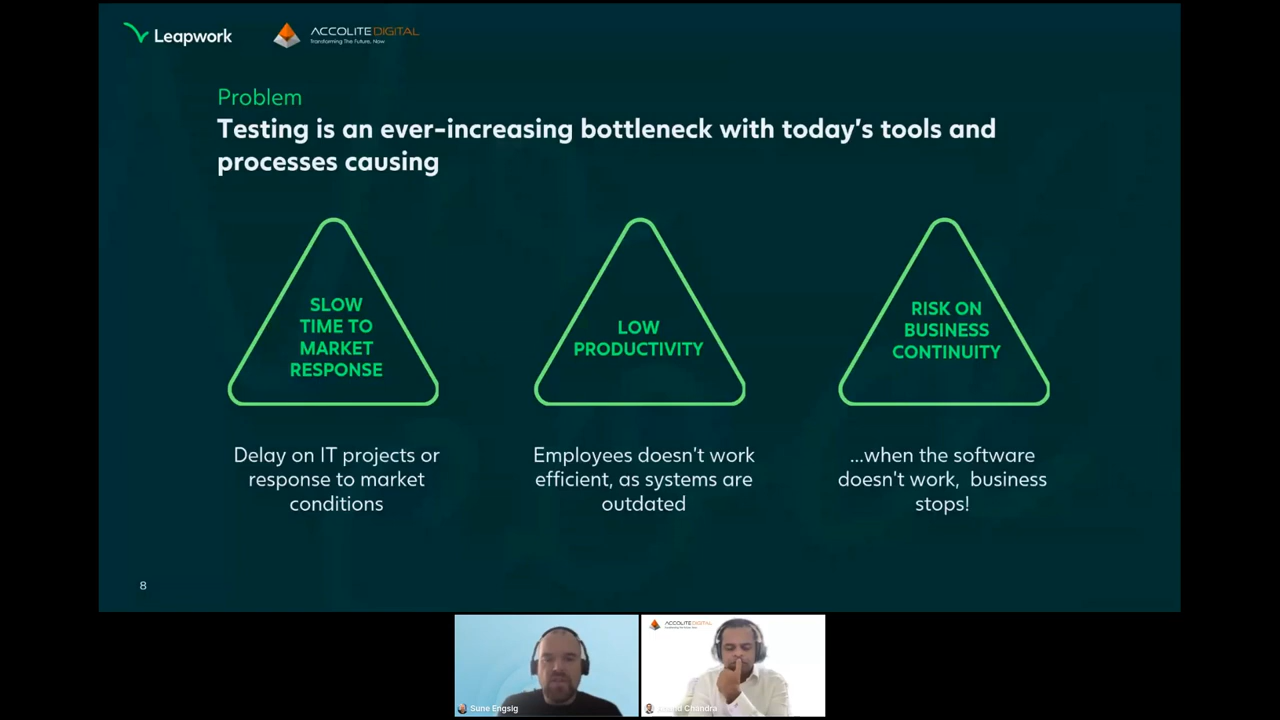 Leapwork
ACCOLITE DIGITAL
Transforming The Future, Now
Problem
Testing is an ever-increasing bottleneck with today's tools and
processes causing
SLOW
TIME TO
MARKET
RESPONSE
LOW
PRODUCTIVITY
RISK ON
BUSINESS
CONTINUITY
Delay on IT projects or
response to market
conditions
Employees doesn't work
efficient, as systems are
outdated
...when the software
doesn't work, business
stops!
8
ACCOLITE DIGITAL
Sune Engsig
Chandra